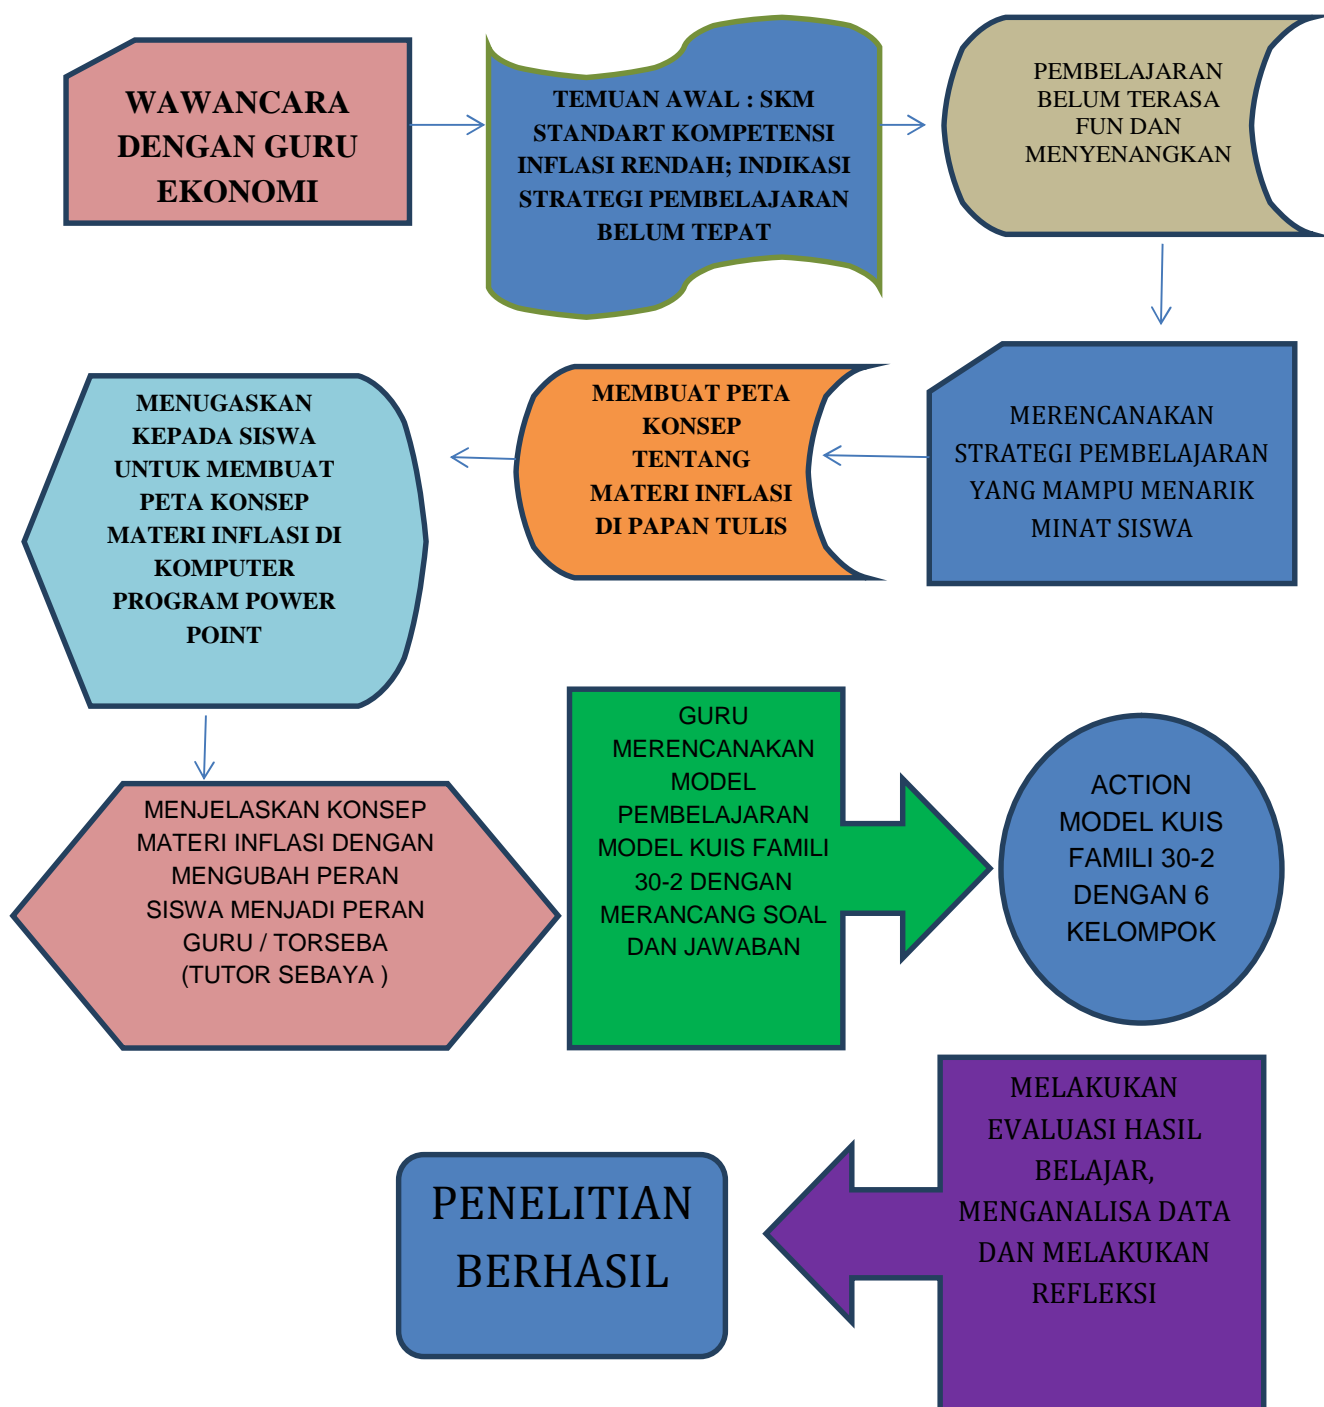 WAWANCARA
DENGAN GURU
EKONOMI
TEMUAN AWAL : SKM
STANDART KOMPETENSI
INFLASI RENDAH; INDIKASI
STRATEGI PEMBELAJARAN
BELUM TEPAT
PEMBELAJARAN
BELUM TERASA
FUN DAN
MENYENANGKAN
MERENCANAKAN
STRATEGI PEMBELAJARAN
YANG MAMPU MENARIK
MINAT SISWA
MEMBUAT PETA
KONSEP
TENTANG
MATERI INFLASI
DI PAPAN TULIS
MENUGASKAN
KEPADA SISWA
UNTUK MEMBUAT
PETA KONSEP
MATERI INFLASI DI
KOMPUTER
PROGRAM POWER
POINT
MENJELASKAN KONSEP
MATERI INFLASI DENGAN
MENGUBAH PERAN
SISWA MENJADI PERAN
GURU / TORSEBA
(TUTOR SEBAYA )
GURU
MERENCANAKAN
MODEL
PEMBELAJARAN
MODEL KUIS FAMILI
30-2 DENGAN
MERANCANG SOAL
DAN JAWABAN
ACTION
MODEL KUIS
FAMILI 30-2
DENGAN 6
KELOMPOK
MELAKUKAN
EVALUASI HASIL
BELAJAR,
MENGANALISA DATA
DAN MELAKUKAN
REFLEKSI
PENELITIAN
BERHASIL